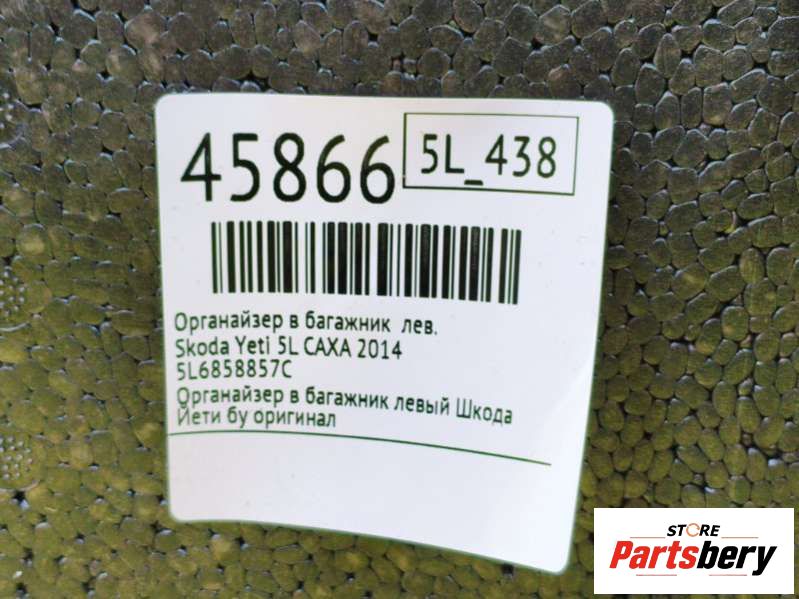 45866
5L_438
Органайзер в багажник лев.
Skoda Yeti 5L CAXA 2014
5L6858857C
Органайзер в багажник левый Шкода
Йети бу оригинал
STORE
Partsbery